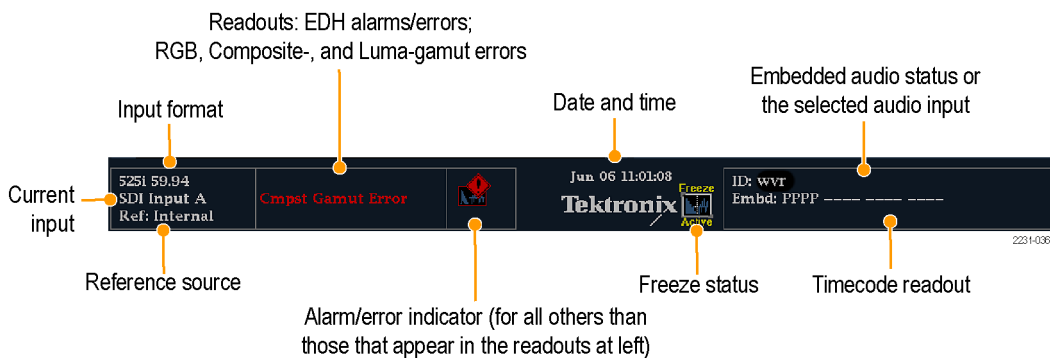 Readouts: EDH alarms/errors;
RGB, Composite-, and Luma-gamut errors
Embedded audio status or
the selected audio input
Input format
Date and time
Current
input
525i 59.94
SDI Input A
Ref: Internal
Cmpst Gamut Error
Jun 06 11:01:08
Tektronix
Freeze
Active
ID: wvr
Embd: PPPP ---- ---- ----
2231-036
Reference source
Freeze status
Timecode readout
Alarm/error indicator (for all others than
those that appear in the readouts at left)